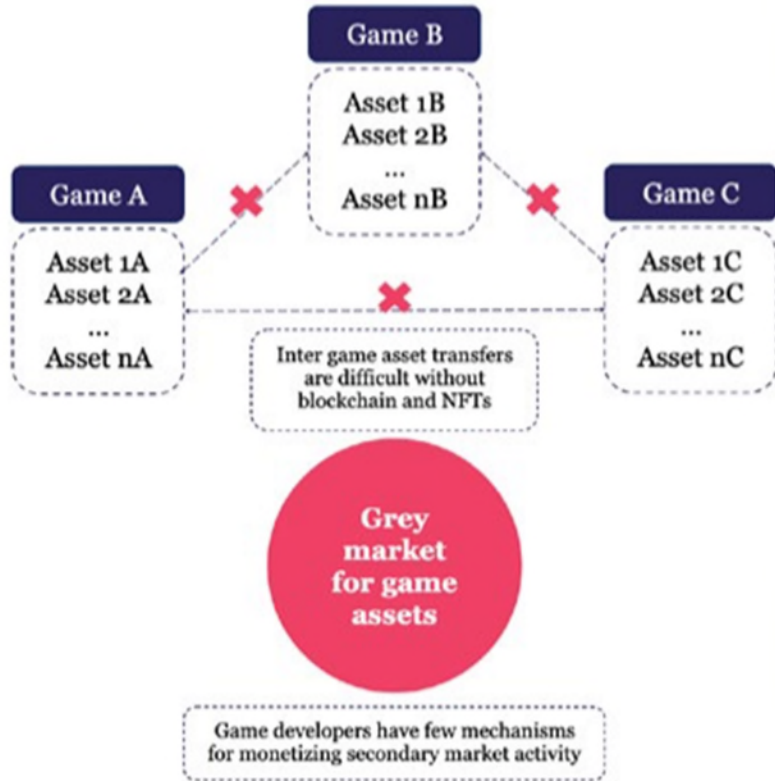 Game B
Asset 1B
Asset 2B
...
Asset nB
Game A
Asset 1A
Asset 2A
...
Asset nA
Game C
Asset 1C
Asset 2C
...
Asset nC
Inter game asset transfers
are difficult without
blockchain and NFTs
Grey
market
for game
assets
Game developers have few mechanisms
for monetizing secondary market activity